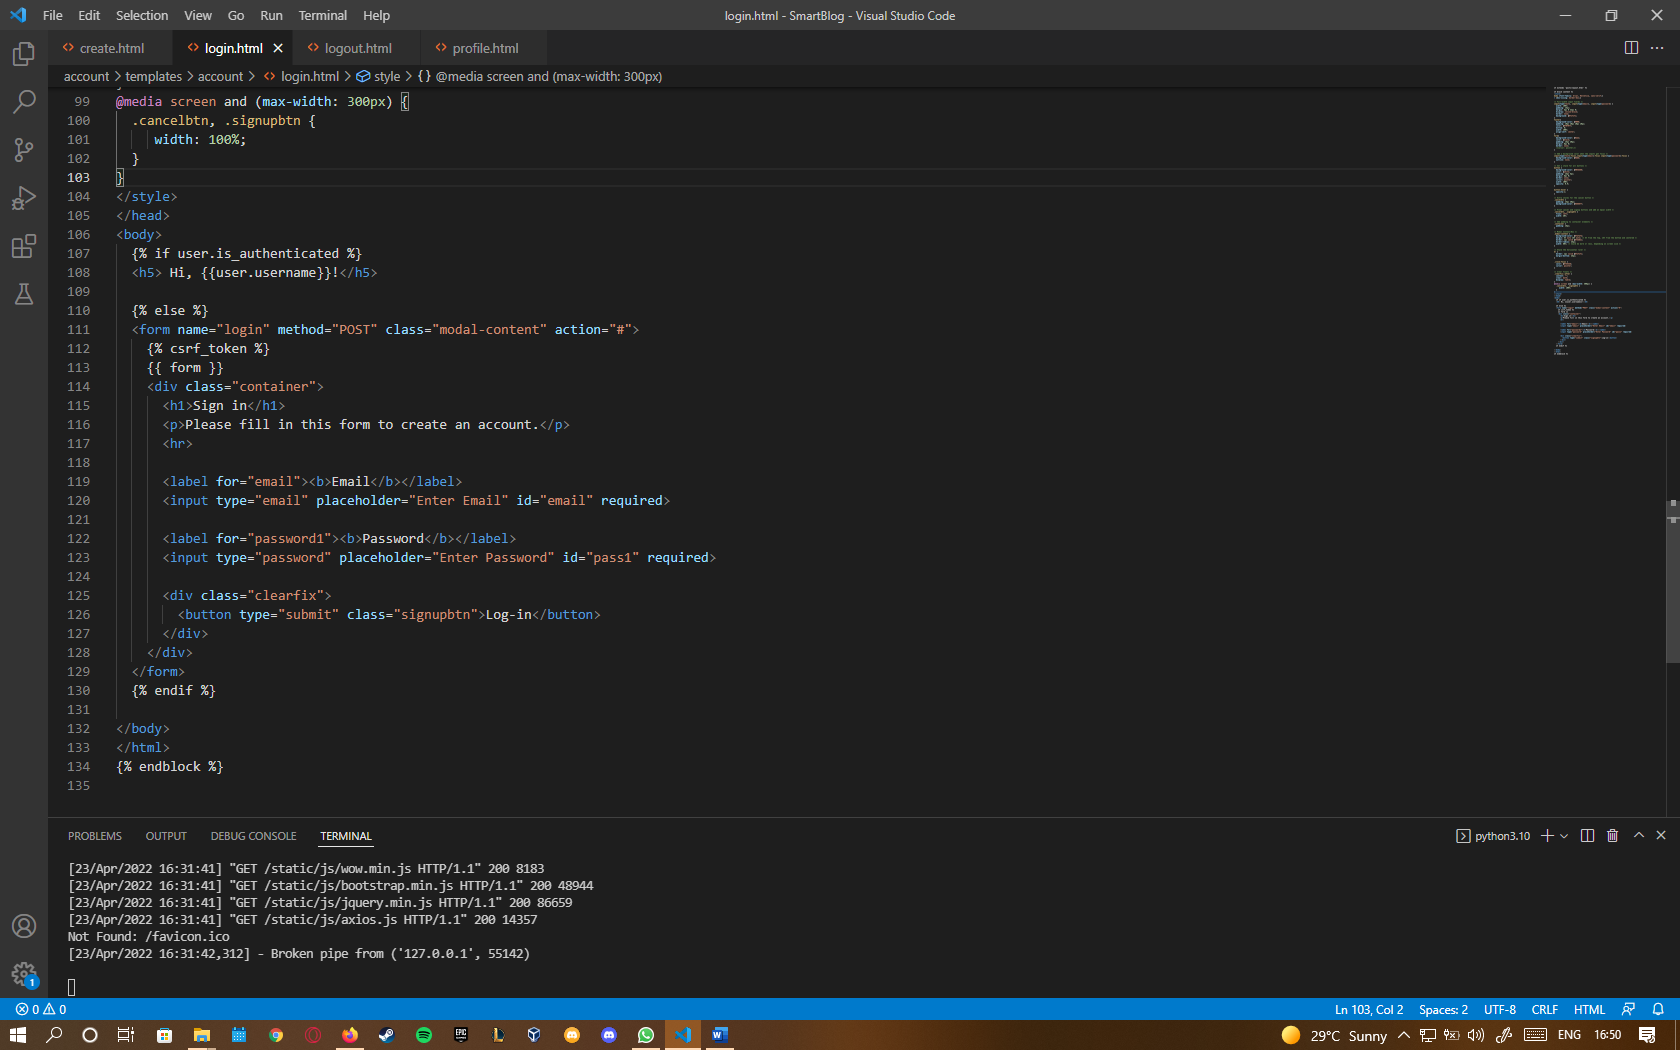 File Edit Selection View Go Run Terminal Help
login.html - SmartBlog - Visual Studio Code
create.html login.html logout.html profile.html
account > templates > account > login.html > style > {} @media screen and (max-width: 300px)
99 @media screen and (max-width: 300px) {
100 .cancelbtn, .signupbtn {
101 width: 100%;
102 }
103 }
104 </style>
105 </head>
106 <body>
107 {% if user.is_authenticated %}
108 <h5> Hi, {{user.username}}!</h5>
109
110 {% else %}
111 <form name="login" method="POST" class="modal-content" action="#">
112 {% csrf_token %}
113 {{ form }}
114 <div class="container">
115 <h1>Sign in</h1>
116 <p>Please fill in this form to create an account.</p>
117 <hr>
118
119 <label for="email"><b>Email</b></label>
120 <input type="email" placeholder="Enter Email" id="email" required>
121
122 <label for="password1"><b>Password</b></label>
123 <input type="password" placeholder="Enter Password" id="pass1" required>
124
125 <div class="clearfix">
126 <button type="submit" class="signupbtn">Log-in</button>
127 </div>
128 </div>
129 </form>
130 {% endif %}
131
132 </body>
133 </html>
134 {% endblock %}
135
PROBLEMS OUTPUT DEBUG CONSOLE TERMINAL
python3.10
[23/Apr/2022 16:31:41] "GET /static/js/wow.min.js HTTP/1.1" 200 8183
[23/Apr/2022 16:31:41] "GET /static/js/bootstrap.min.js HTTP/1.1" 200 48944
[23/Apr/2022 16:31:41] "GET /static/js/jquery.min.js HTTP/1.1" 200 86659
[23/Apr/2022 16:31:41] "GET /static/js/axios.js HTTP/1.1" 200 14357
Not Found: /favicon.ico
[23/Apr/2022 16:31:42,312] - Broken pipe from ('127.0.0.1', 55142)
1
0 0
Ln 103, Col 2 Spaces: 2 UTF-8 CRLF HTML
EPIC GAMES
29°C Sunny ENG 16:50